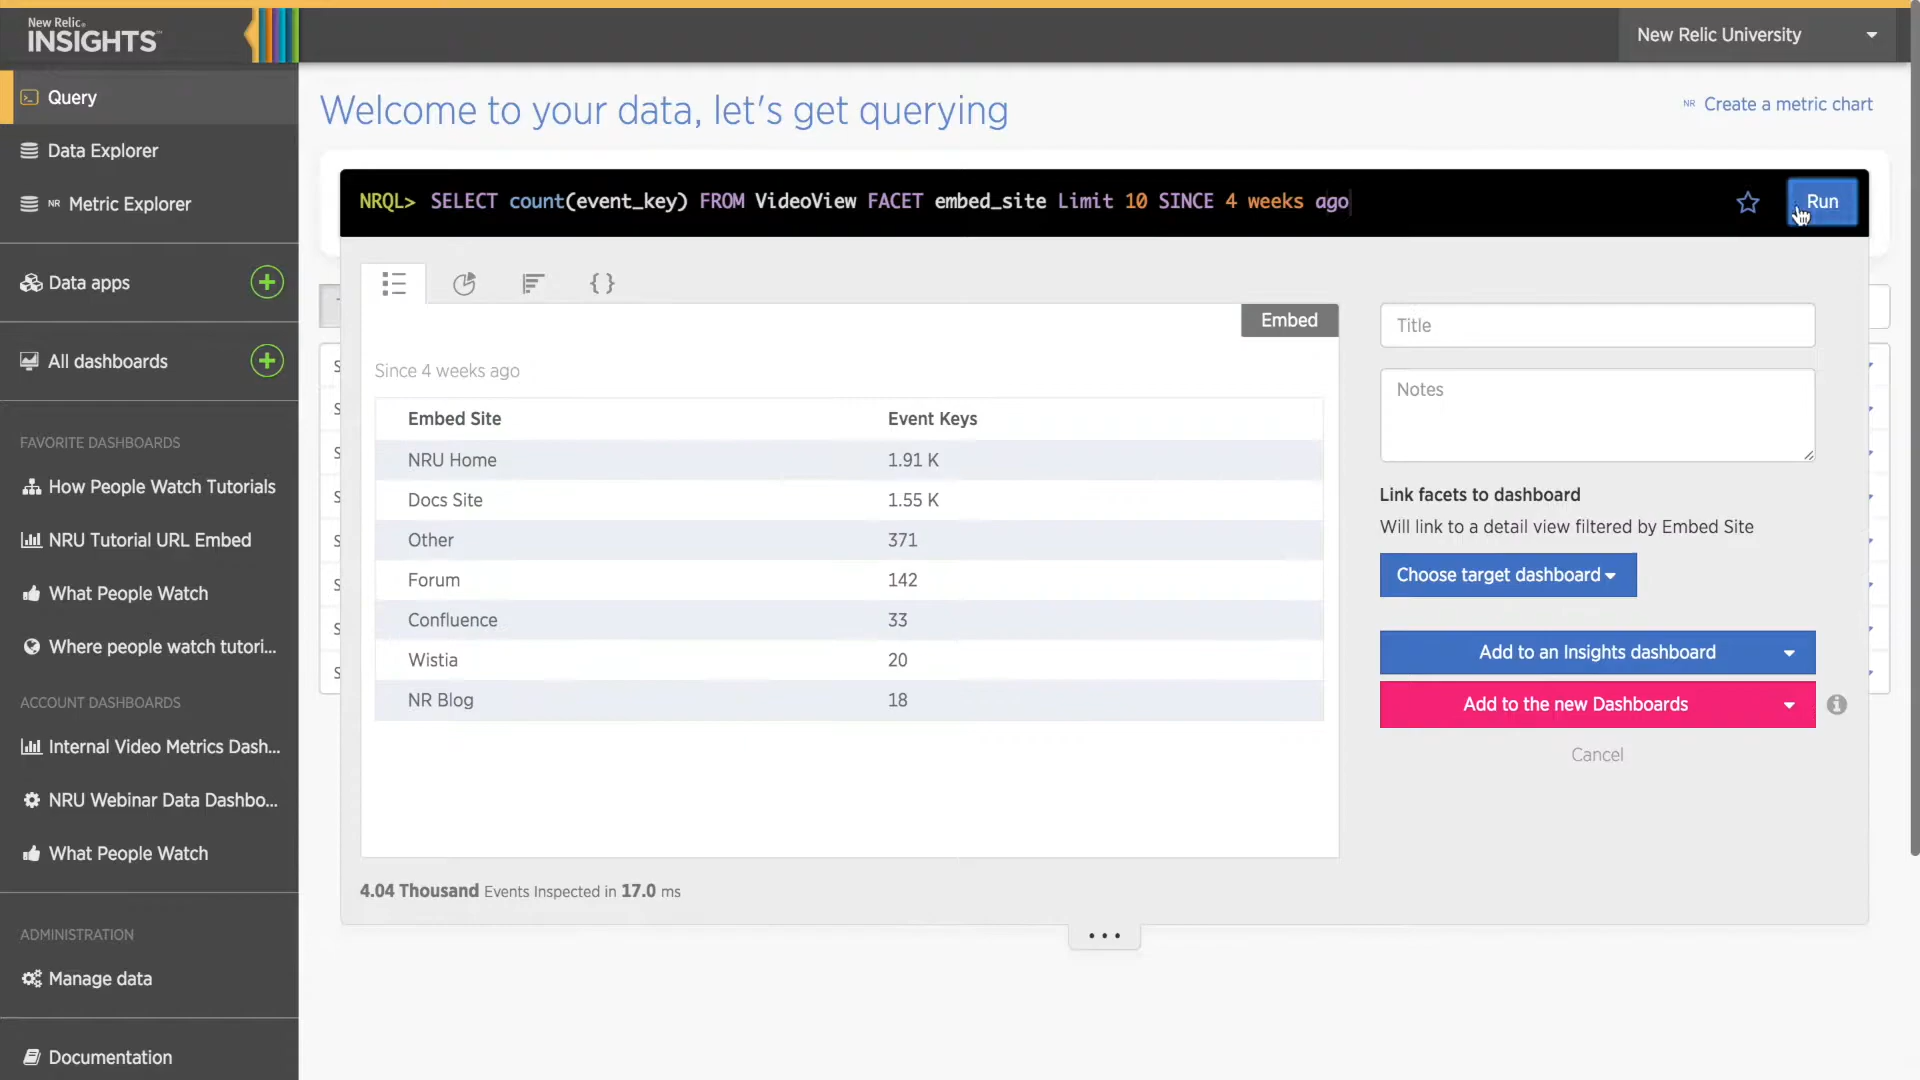 New Relic®
INSIGHTS
New Relic University
Query
Data Explorer
NR Metric Explorer
Data apps
All dashboards
FAVORITE DASHBOARDS
How People Watch Tutorials
NRU Tutorial URL Embed
What People Watch
Where people watch tutori...
ACCOUNT DASHBOARDS
Internal Video Metrics Dash...
NRU Webinar Data Dashbo...
What People Watch
ADMINISTRATION
Manage data
Documentation
Welcome to your data, let's get querying
NR Create a metric chart
NRQL> SELECT count(event_key) FROM VideoView FACET embed_site Limit 10 SINCE 4 weeks ago
Run
{ }
Embed
Since 4 weeks ago
Embed Site Event Keys
NRU Home 1.91 K
Docs Site 1.55 K
Other 371
Forum 142
Confluence 33
Wistia 20
NR Blog 18
4.04 Thousand Events Inspected in 17.0 ms
Title
Notes
Link facets to dashboard
Will link to a detail view filtered by Embed Site
Choose target dashboard
Add to an Insights dashboard
Add to the new Dashboards
Cancel